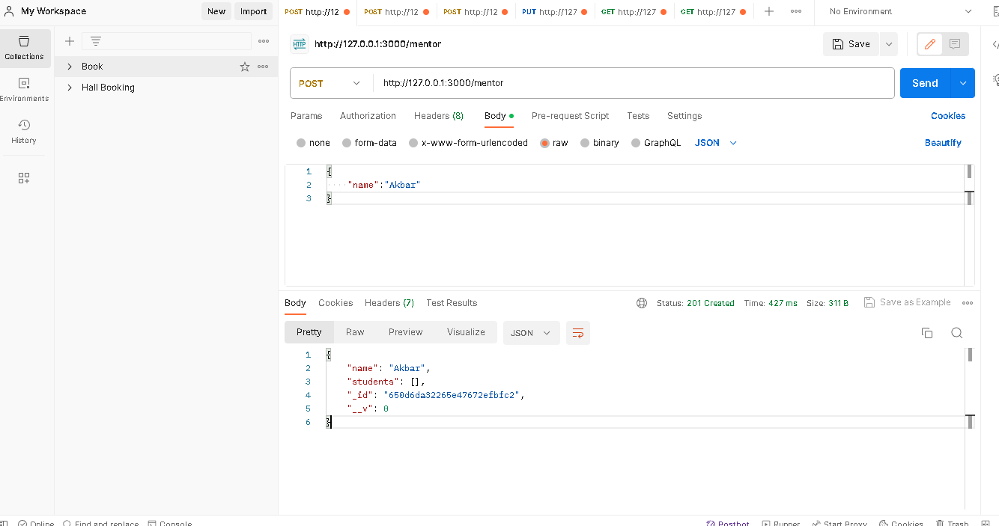 My Workspace
New
Import
POST http://12
POST http://12
POST http://12
PUT http://127
GET http://127
GET http://127
No Environment
Collections
Environments
History
Book
Hall Booking
HTTP
http://127.0.0.1:3000/mentor
Save
POST
http://127.0.0.1:3000/mentor
Send
Params
Authorization
Headers (8)
Body
Pre-request Script
Tests
Settings
Cookies
none
form-data
x-www-form-urlencoded
raw
binary
GraphQL
JSON
Beautify
1 {
2 "name":"Akbar"
3 }
Body
Cookies
Headers (7)
Test Results
Status: 201 Created
Time: 427 ms
Size: 311 B
Save as Example
Pretty
Raw
Preview
Visualize
JSON
1 {
2 "name": "Akbar",
3 "students": [],
4 "_id": "650d6da32265e47672efbfc2",
5 "__v": 0
6 }
Online
Find and replace
Console
Postbot
Runner
Start Proxy
Cookies
Trash